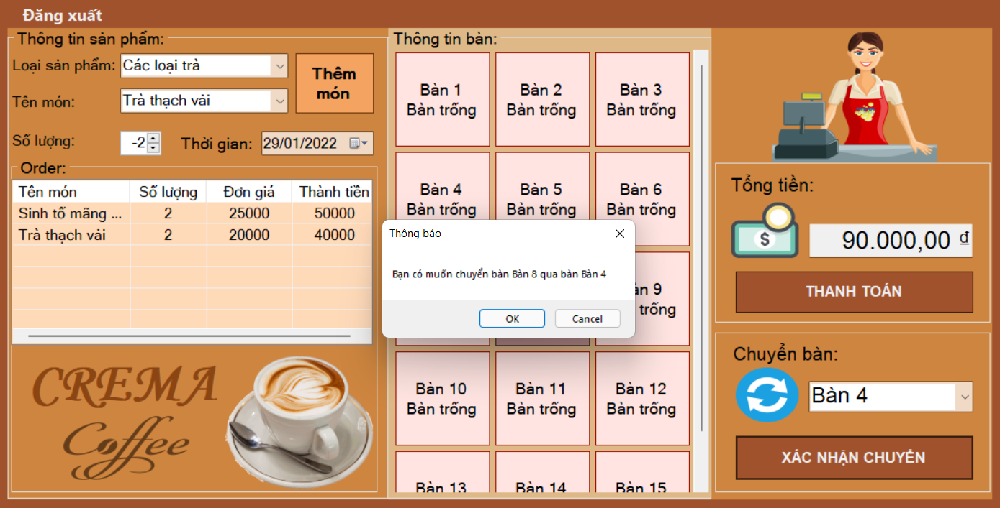 Đăng xuất
Thông tin sản phẩm:
Loại sản phẩm: Các loại trà
Thêm món
Tên món: Trà thạch vải
Số lượng: -2 Thời gian: 29/01/2022
Order:
Tên món Số lượng Đơn giá Thành tiền
Sinh tố mãng ... 2 25000 50000
Trà thạch vải 2 20000 40000
CREMA
Coffee
Thông tin bàn:
Bàn 1 Bàn 2 Bàn 3
Bàn trống Bàn trống Bàn trống
Bàn 4 Bàn 5 Bàn 6
Bàn trống Bàn trống Bàn trống
Thông báo
Bạn có muốn chuyển bàn Bàn 8 qua bàn Bàn 4
OK Cancel
9
trống
Bàn 10 Bàn 11 Bàn 12
Bàn trống Bàn trống Bàn trống
Bàn 13 Bàn 14 Bàn 15
Tổng tiền:
$
90.000,00 ₫
THANH TOÁN
Chuyển bàn:
Bàn 4
XÁC NHẬN CHUYỂN